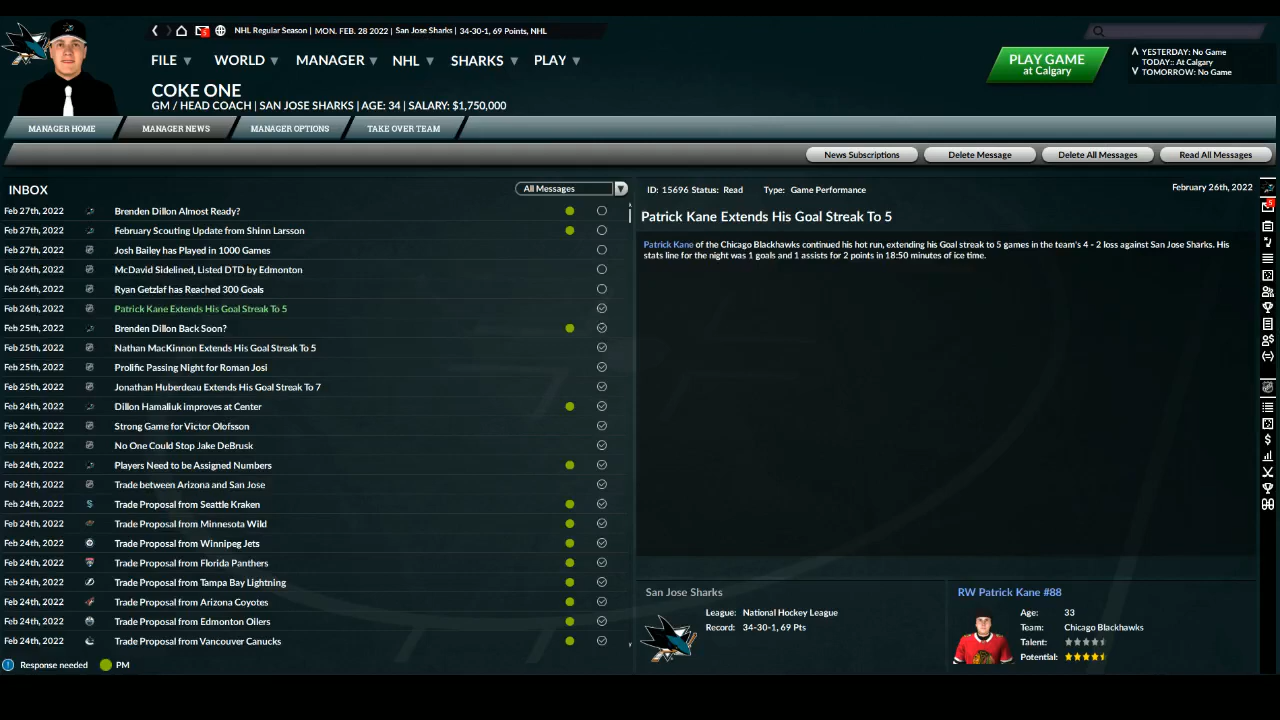 NHL Regular Season | MON. FEB. 28 2022 | San Jose Sharks | 34-30-1, 69 Points, NHL
FILE WORLD MANAGER NHL SHARKS PLAY
PLAY GAME
at Calgary
YESTERDAY: No Game
TODAY:: At Calgary
TOMORROW: No Game
COKE ONE
GM / HEAD COACH | SAN JOSE SHARKS | AGE: 34 | SALARY: $1,750,000
MANAGER HOME MANAGER NEWS MANAGER OPTIONS TAKE OVER TEAM
News Subscriptions Delete Message Delete All Messages Read All Messages
INBOX All Messages
Feb 27th, 2022 Brenden Dillon Almost Ready?
Feb 27th, 2022 February Scouting Update from Shinn Larsson
Feb 27th, 2022 Josh Bailey has Played in 1000 Games
Feb 26th, 2022 McDavid Sidelined, Listed DTD by Edmonton
Feb 26th, 2022 Ryan Getzlaf has Reached 300 Goals
Feb 26th, 2022 Patrick Kane Extends His Goal Streak To 5
Feb 25th, 2022 Brenden Dillon Back Soon?
Feb 25th, 2022 Nathan MacKinnon Extends His Goal Streak To 5
Feb 25th, 2022 Prolific Passing Night for Roman Josi
Feb 25th, 2022 Jonathan Huberdeau Extends His Goal Streak To 7
Feb 24th, 2022 Dillon Hamaliuk improves at Center
Feb 24th, 2022 Strong Game for Victor Olofsson
Feb 24th, 2022 No One Could Stop Jake DeBrusk
Feb 24th, 2022 Players Need to be Assigned Numbers
Feb 24th, 2022 Trade between Arizona and San Jose
Feb 24th, 2022 Trade Proposal from Seattle Kraken
Feb 24th, 2022 Trade Proposal from Minnesota Wild
Feb 24th, 2022 Trade Proposal from Winnipeg Jets
Feb 24th, 2022 Trade Proposal from Florida Panthers
Feb 24th, 2022 Trade Proposal from Tampa Bay Lightning
Feb 24th, 2022 Trade Proposal from Arizona Coyotes
Feb 24th, 2022 Trade Proposal from Edmonton Oilers
Feb 24th, 2022 Trade Proposal from Vancouver Canucks
Response needed PM
ID: 15696 Status: Read Type: Game Performance February 26th, 2022
Patrick Kane Extends His Goal Streak To 5
Patrick Kane of the Chicago Blackhawks continued his hot run, extending his Goal streak to 5 games in the team's 4 - 2 loss against San Jose Sharks. His
stats line for the night was 1 goals and 1 assists for 2 points in 18:50 minutes of ice time.
San Jose Sharks
League: National Hockey League
Record: 34-30-1, 69 Pts
RW Patrick Kane #88
Age: 33
Team: Chicago Blackhawks
Talent:
Potential: